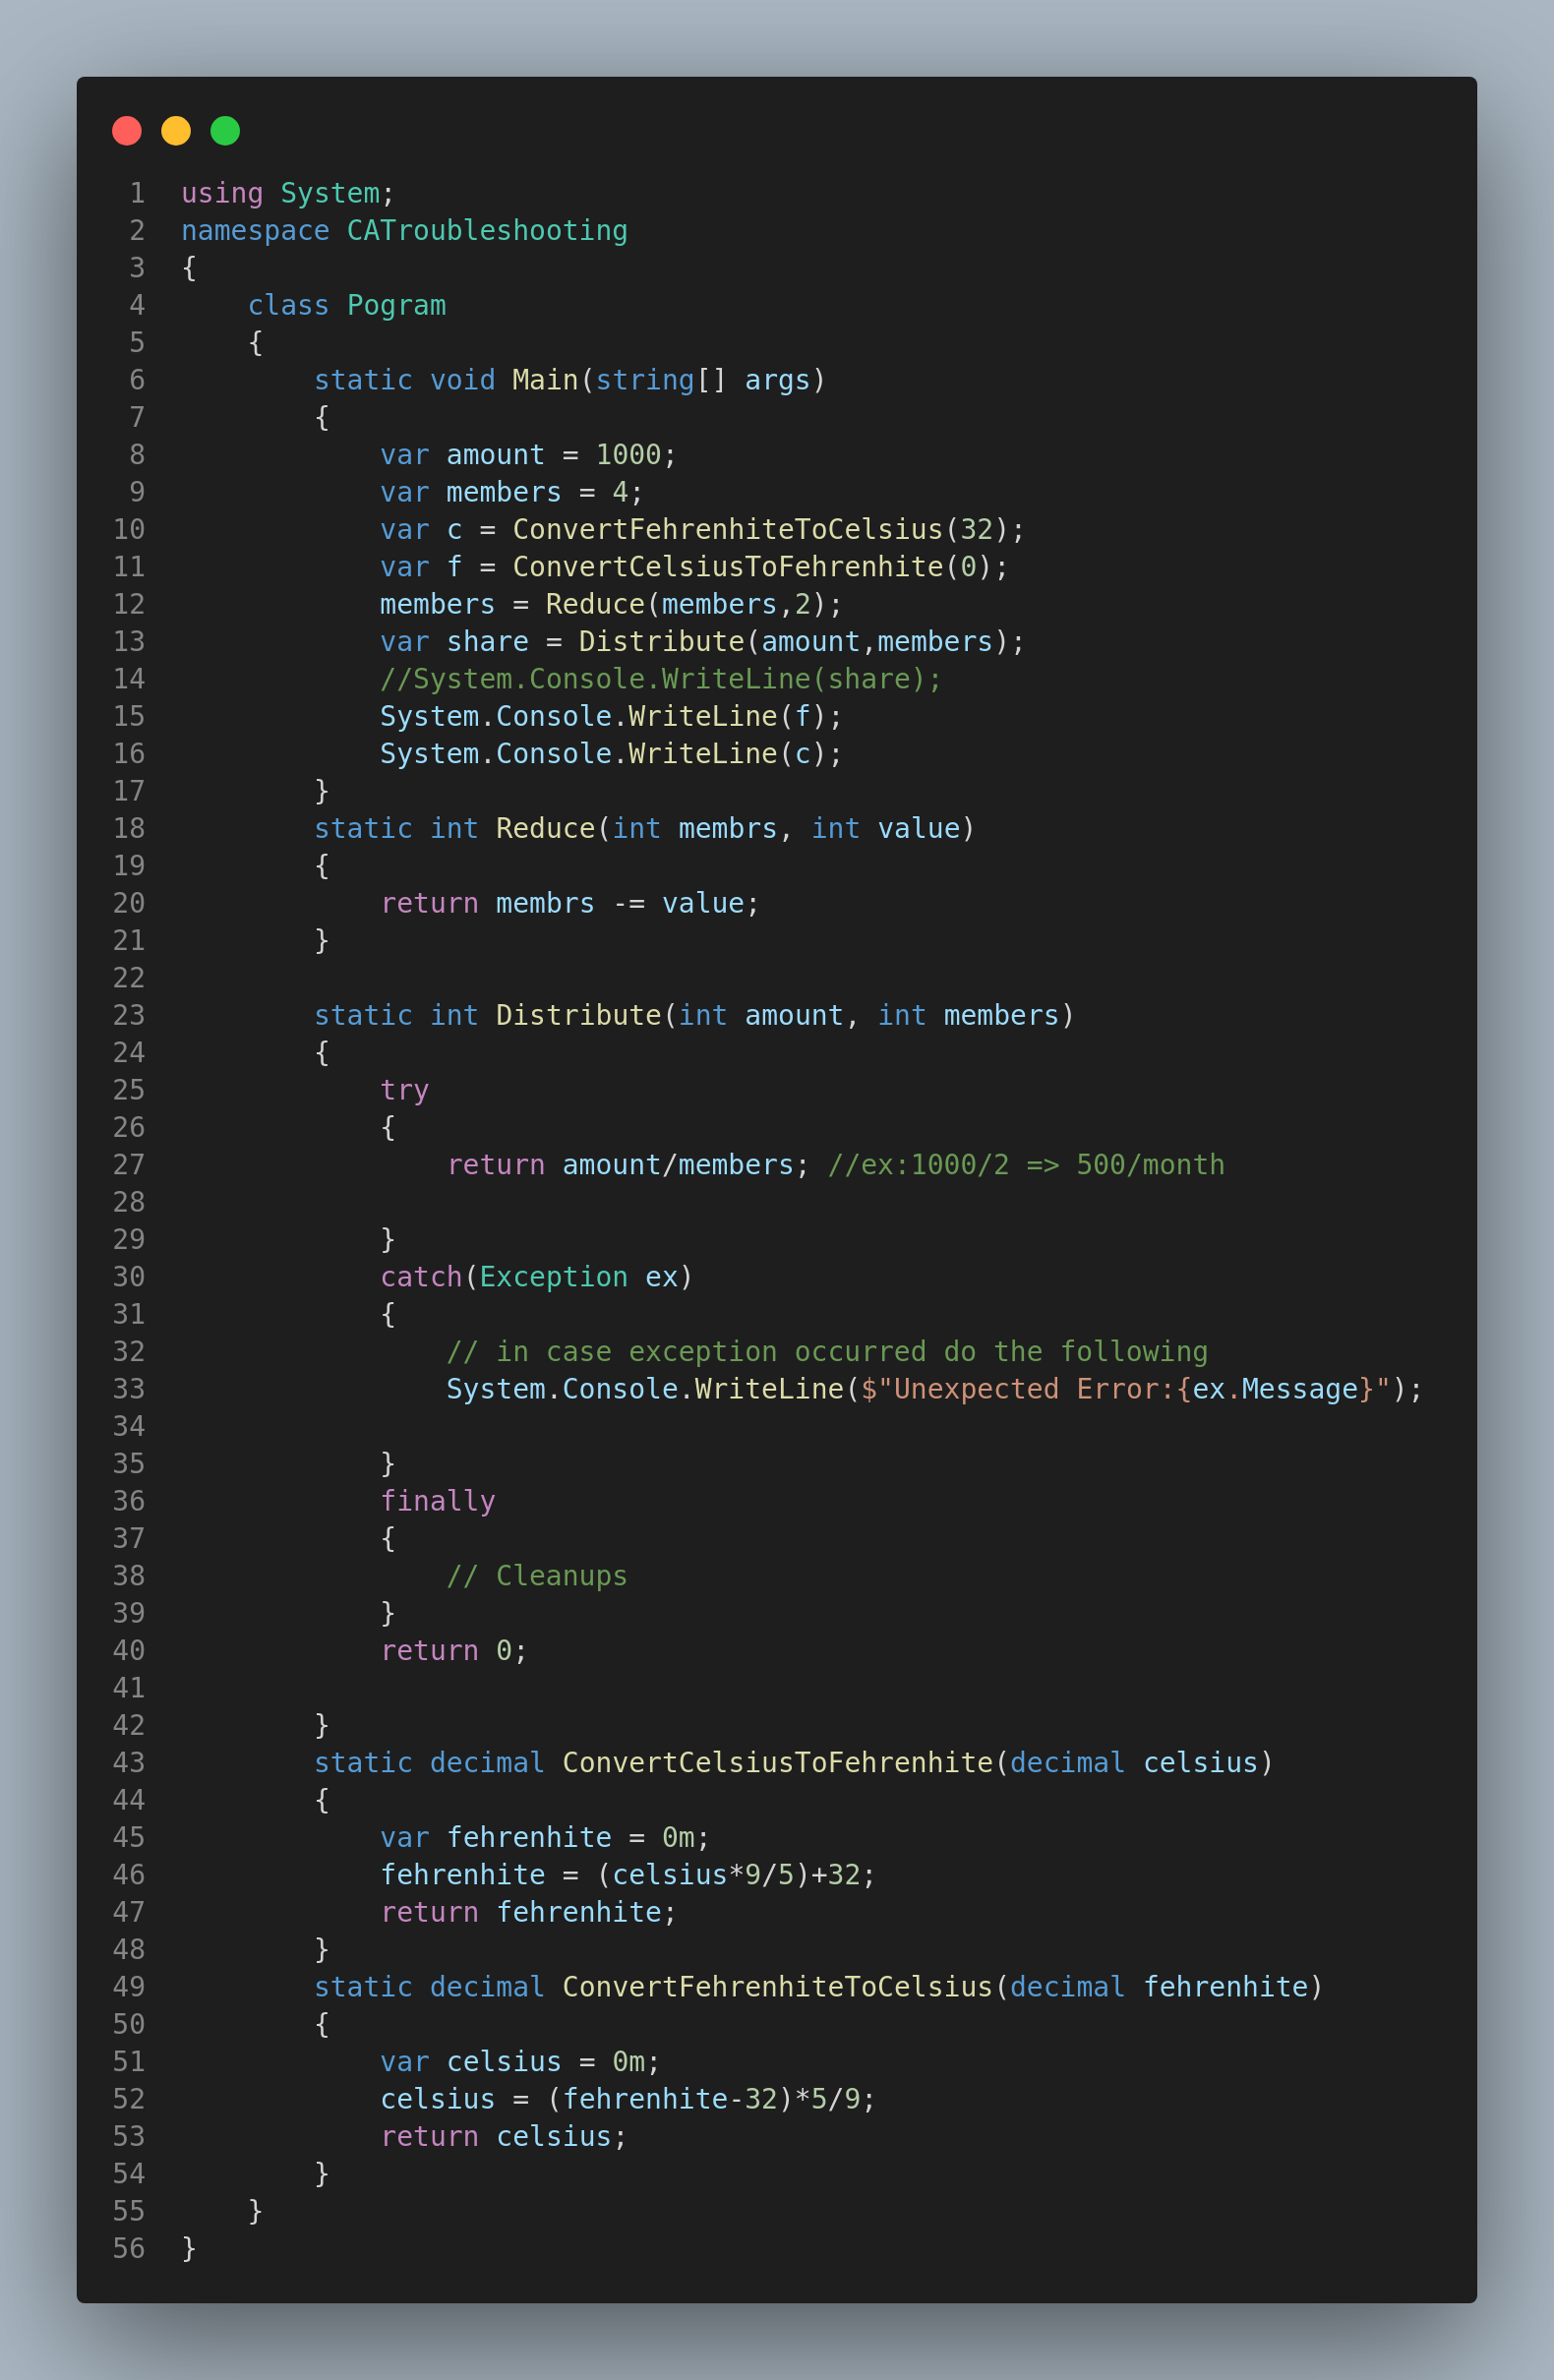 1 using System;
2 namespace CATroubleshooting
3 {
4     class Pogram
5     {
6         static void Main(string[] args)
7         {
8             var amount = 1000;
9             var members = 4;
10             var c = ConvertFehrenhiteToCelsius(32);
11             var f = ConvertCelsiusToFehrenhite(0);
12             members = Reduce(members,2);
13             var share = Distribute(amount,members);
14             //System.Console.WriteLine(share);
15             System.Console.WriteLine(f);
16             System.Console.WriteLine(c);
17         }
18         static int Reduce(int membrs, int value)
19         {
20             return membrs -= value;
21         }
22
23         static int Distribute(int amount, int members)
24         {
25             try
26             {
27                 return amount/members; //ex:1000/2 => 500/month
28
29             }
30             catch(Exception ex)
31             {
32                 // in case exception occurred do the following
33                 System.Console.WriteLine($"Unexpected Error:{ex.Message}");
34
35             }
36             finally
37             {
38                 // Cleanups
39             }
40             return 0;
41
42         }
43         static decimal ConvertCelsiusToFehrenhite(decimal celsius)
44         {
45             var fehrenhite = 0m;
46             fehrenhite = (celsius*9/5)+32;
47             return fehrenhite;
48         }
49         static decimal ConvertFehrenhiteToCelsius(decimal fehrenhite)
50         {
51             var celsius = 0m;
52             celsius = (fehrenhite-32)*5/9;
53             return celsius;
54         }
55     }
56 }